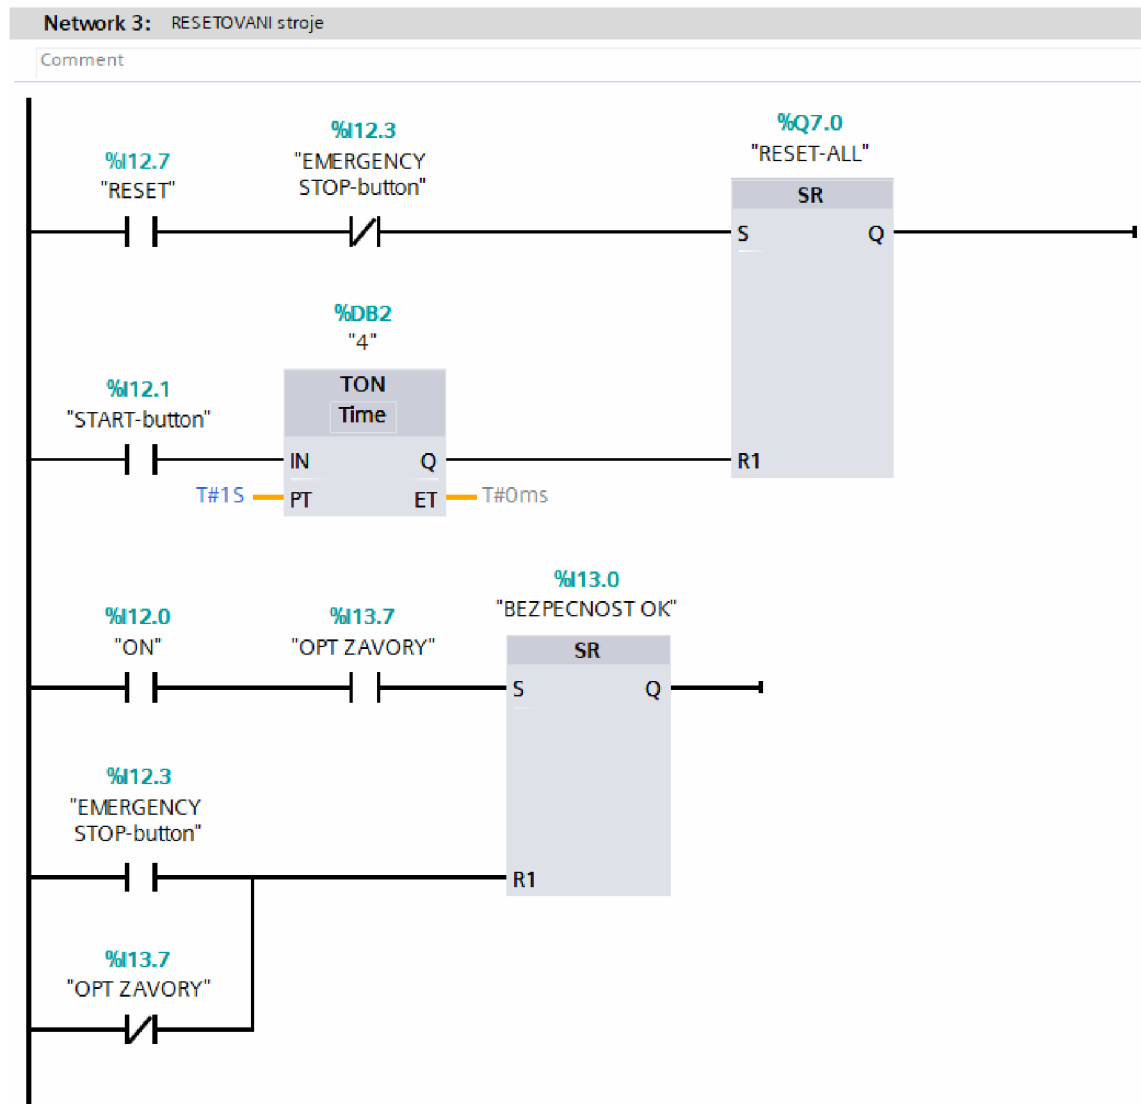 Network 3: RESETOVANI stroje
Comment
%I12.7
"RESET"
%I12.3
"EMERGENCY
STOP-button"
%Q7.0
"RESET-ALL"
SR
S Q
%DB2
"4"
TON
Time
%I12.1
"START-button"
IN Q
R1
T#1S PT ET T#0ms
%I12.0
"ON"
%I13.7
"OPT ZAVORY"
%I13.0
"BEZPECNOST OK"
SR
S Q
%I12.3
"EMERGENCY
STOP-button"
R1
%I13.7
"OPT ZAVORY"